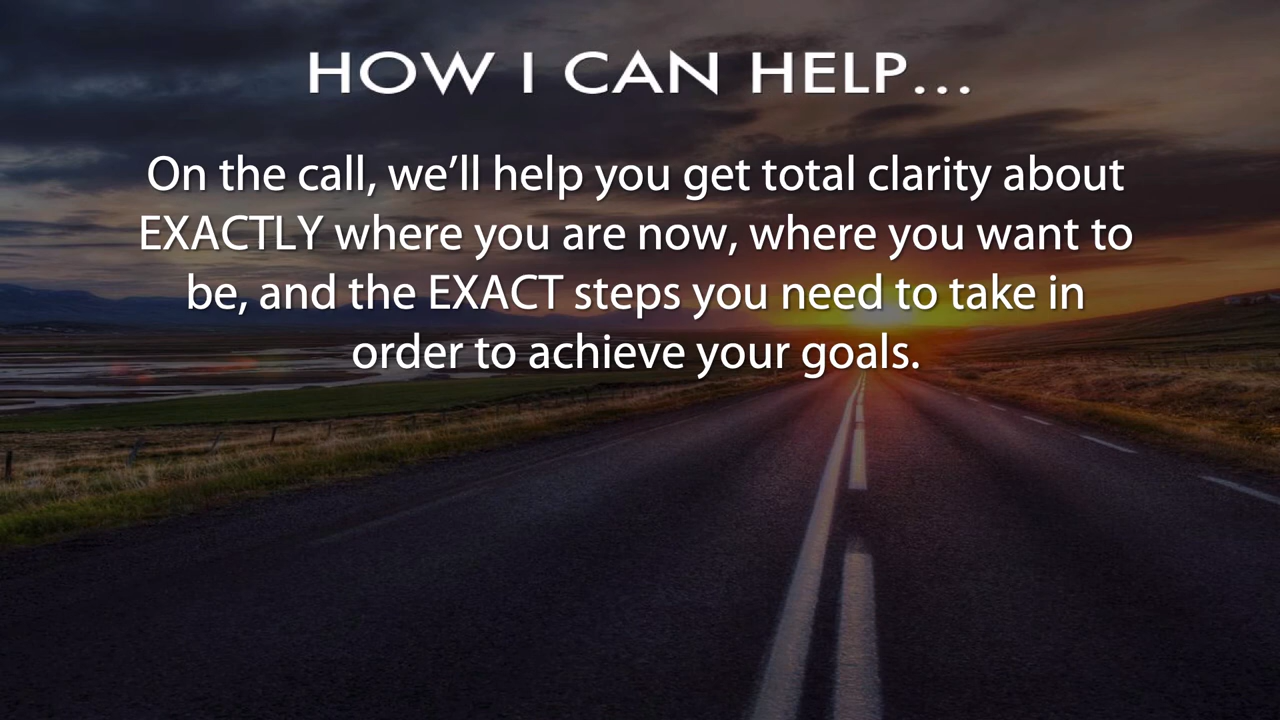 HOW I CAN HELP...
On the call, we’ll help you get total clarity about
EXACTLY where you are now, where you want to
be, and the EXACT steps you need to take in
order to achieve your goals.